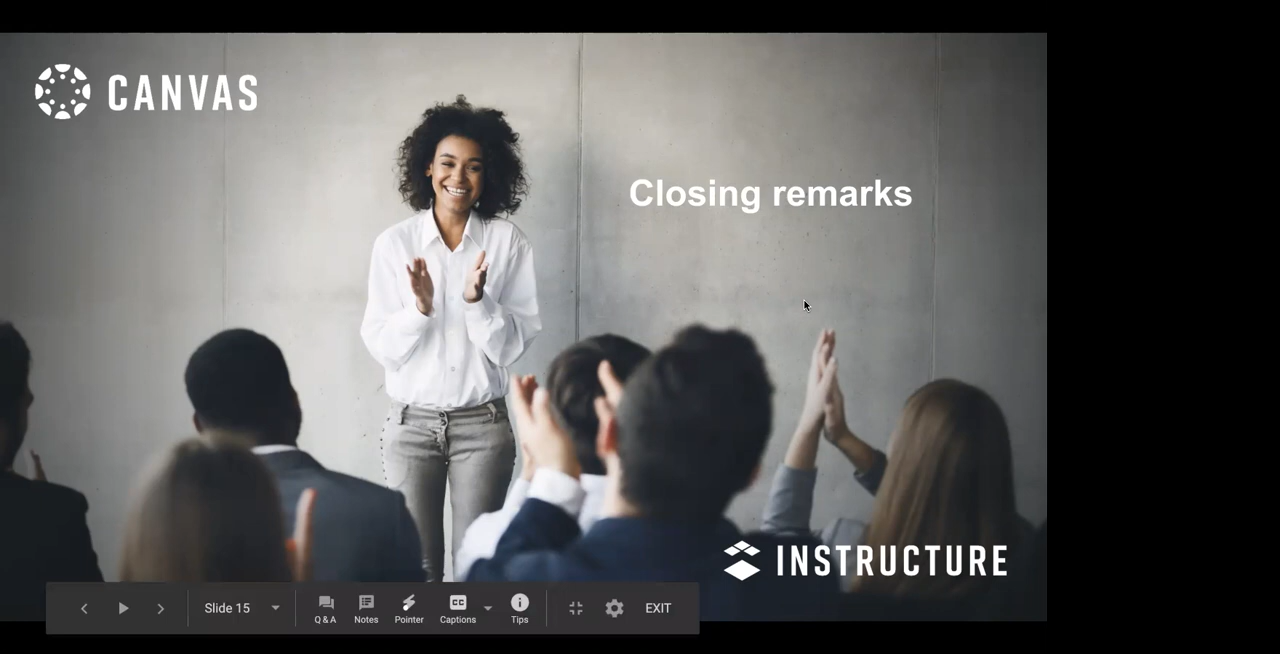 CANVAS
Closing remarks
INSTRUCTURE
Slide 15
Q & A
Notes
Pointer
CC
Captions
Tips
EXIT